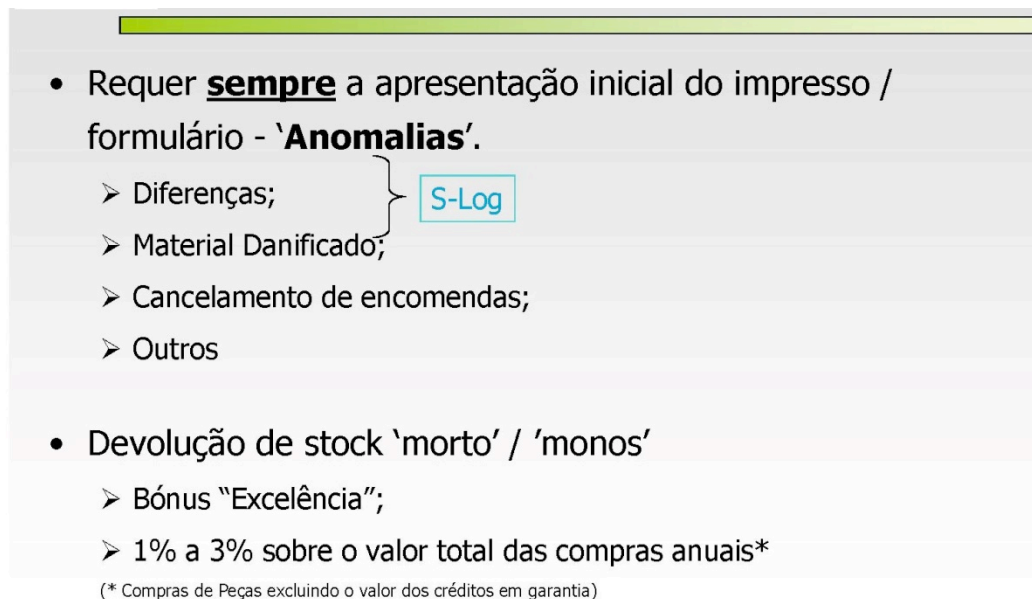 • Requer sempre a apresentação inicial do impresso /
formulário - ‘Anomalias’.
➢ Diferenças;
S-Log
➢ Material Danificado;
➢ Cancelamento de encomendas;
➢ Outros
• Devolução de stock ‘morto’ / ’monos’
➢ Bónus “Excelência”;
➢ 1% a 3% sobre o valor total das compras anuais*
(* Compras de Peças excluindo o valor dos créditos em garantia)